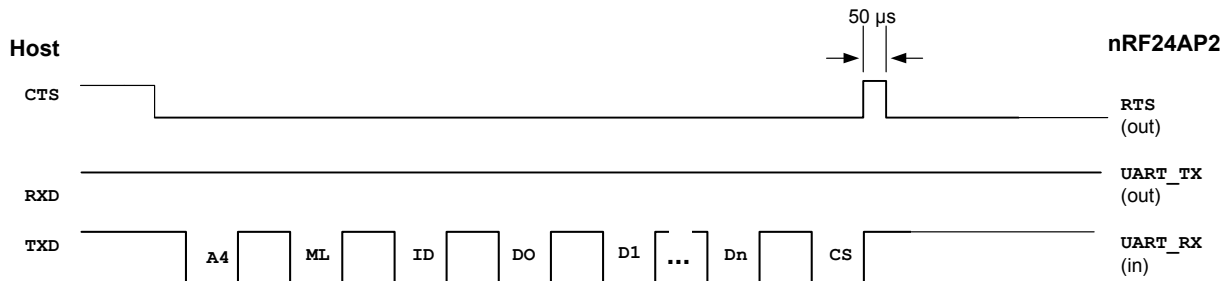 50 µs
Host
nRF24AP2
CTS
RTS
(out)
RXD
UART_TX
(out)
TXD
A4 ML ID DO D1 ... Dn CS
UART_RX
(in)